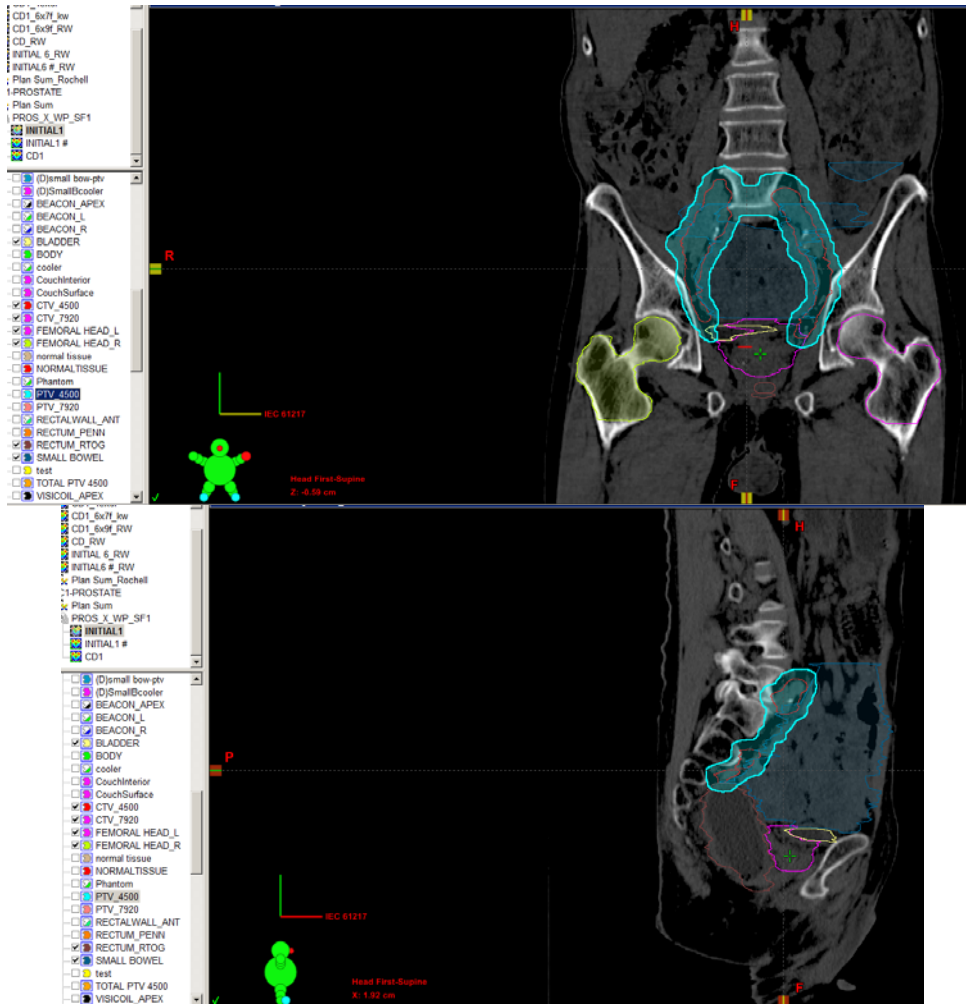 CD1_6x7f_kw
CD1_6x9f_RW
CD_RW
INITIAL 6_RW
INITIAL6 #_RW
Plan Sum_Rochell
1-PROSTATE
Plan Sum
PROS_X_WP_SF1
INITIAL1
INITIAL1 #
CD1
(D)small bow-ptv
(D)SmallBcooler
BEACON_APEX
BEACON_L
BEACON_R
BLADDER
BODY
cooler
CouchInterior
CouchSurface
CTV_4500
CTV_7920
FEMORAL HEAD_L
FEMORAL HEAD_R
normal tissue
NORMALTISSUE
Phantom
PTV_4500
PTV_7920
RECTALWALL_ANT
RECTUM_PENN
RECTUM_RTOG
SMALL BOWEL
test
TOTAL PTV 4500
VISICOIL_APEX
H
R
IEC 61217
Head First-Supine
Z: -0.59 cm
F
CD1_6x7f_kw
CD1_6x9f_RW
CD_RW
INITIAL 6_RW
INITIAL6 #_RW
Plan Sum_Rochell
C1-PROSTATE
Plan Sum
PROS_X_WP_SF1
INITIAL1
INITIAL1 #
CD1
(D)small bow-ptv
(D)SmallBcooler
BEACON_APEX
BEACON_L
BEACON_R
BLADDER
BODY
cooler
CouchInterior
CouchSurface
CTV_4500
CTV_7920
FEMORAL HEAD_L
FEMORAL HEAD_R
normal tissue
NORMALTISSUE
Phantom
PTV_4500
PTV_7920
RECTALWALL_ANT
RECTUM_PENN
RECTUM_RTOG
SMALL BOWEL
test
TOTAL PTV 4500
VISICOIL_APEX
H
P
IEC 61217
Head First-Supine
X: 1.92 cm
F